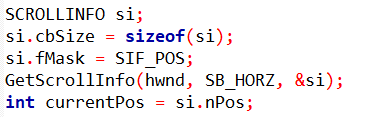 SCROLLINFO si;
si.cbSize = sizeof(si);
si.fMask = SIF_POS;
GetScrollInfo(hwnd, SB_HORZ, &si);
int currentPos = si.nPos;